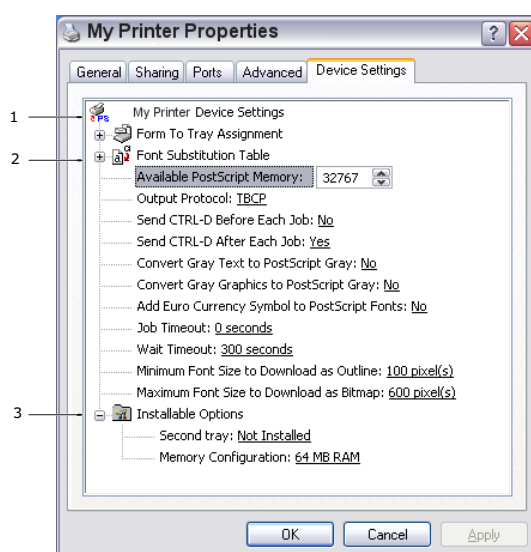 My Printer Properties
General Sharing Ports Advanced Device Settings
1 PS My Printer Device Settings
Form To Tray Assignment
2 a Font Substitution Table
Available PostScript Memory: 32767
Output Protocol: TBCP
Send CTRL-D Before Each Job: No
Send CTRL-D After Each Job: Yes
Convert Gray Text to PostScript Gray: No
Convert Gray Graphics to PostScript Gray: No
Add Euro Currency Symbol to PostScript Fonts: No
Job Timeout: 0 seconds
Wait Timeout: 300 seconds
Minimum Font Size to Download as Outline: 100 pixel(s)
Maximum Font Size to Download as Bitmap: 600 pixel(s)
3 Installable Options
Second tray: Not Installed
Memory Configuration: 64 MB RAM
OK Cancel Apply